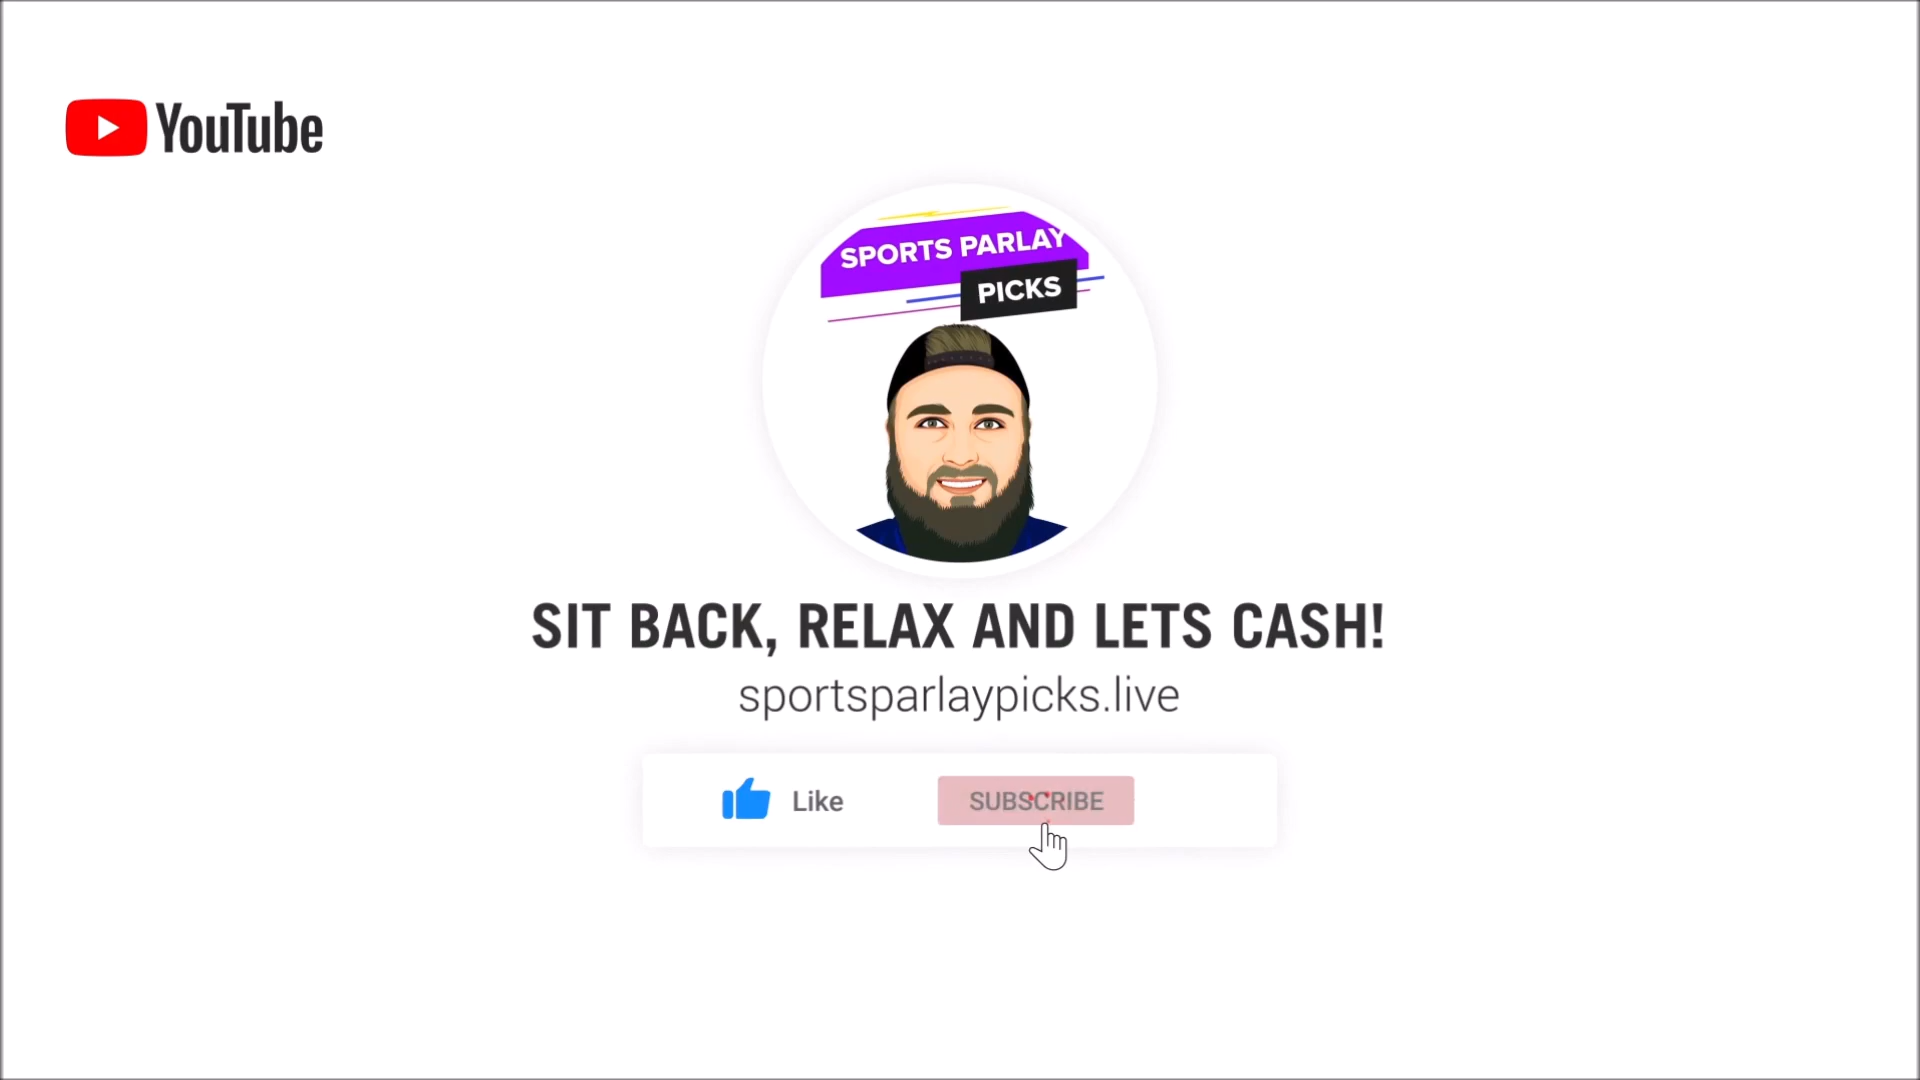 YouTube
SPORTS PARLAY
PICKS
SIT BACK, RELAX AND LETS CASH!
sportsparlaypicks.live
Like
SUBSCRIBE